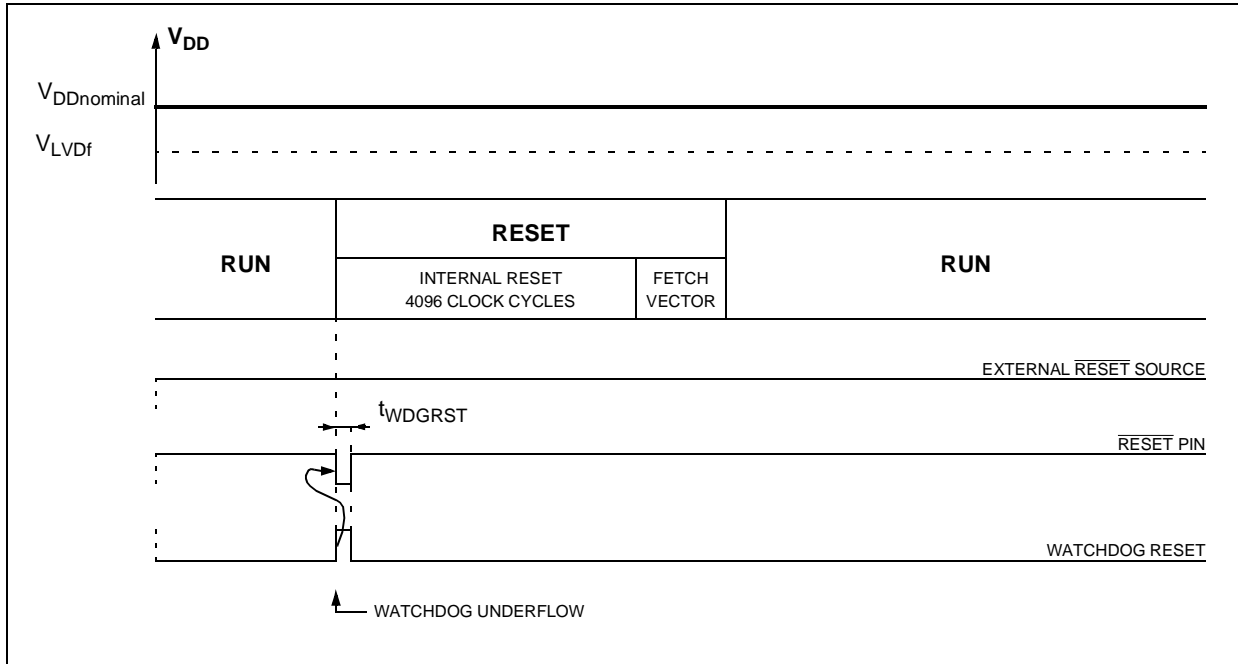 VDD
VDDnominal
VLVDf
RUN
RESET
RUN
INTERNAL RESET
4096 CLOCK CYCLES
FETCH
VECTOR
EXTERNAL RESET SOURCE
tWDGRST
RESET PIN
WATCHDOG RESET
WATCHDOG UNDERFLOW